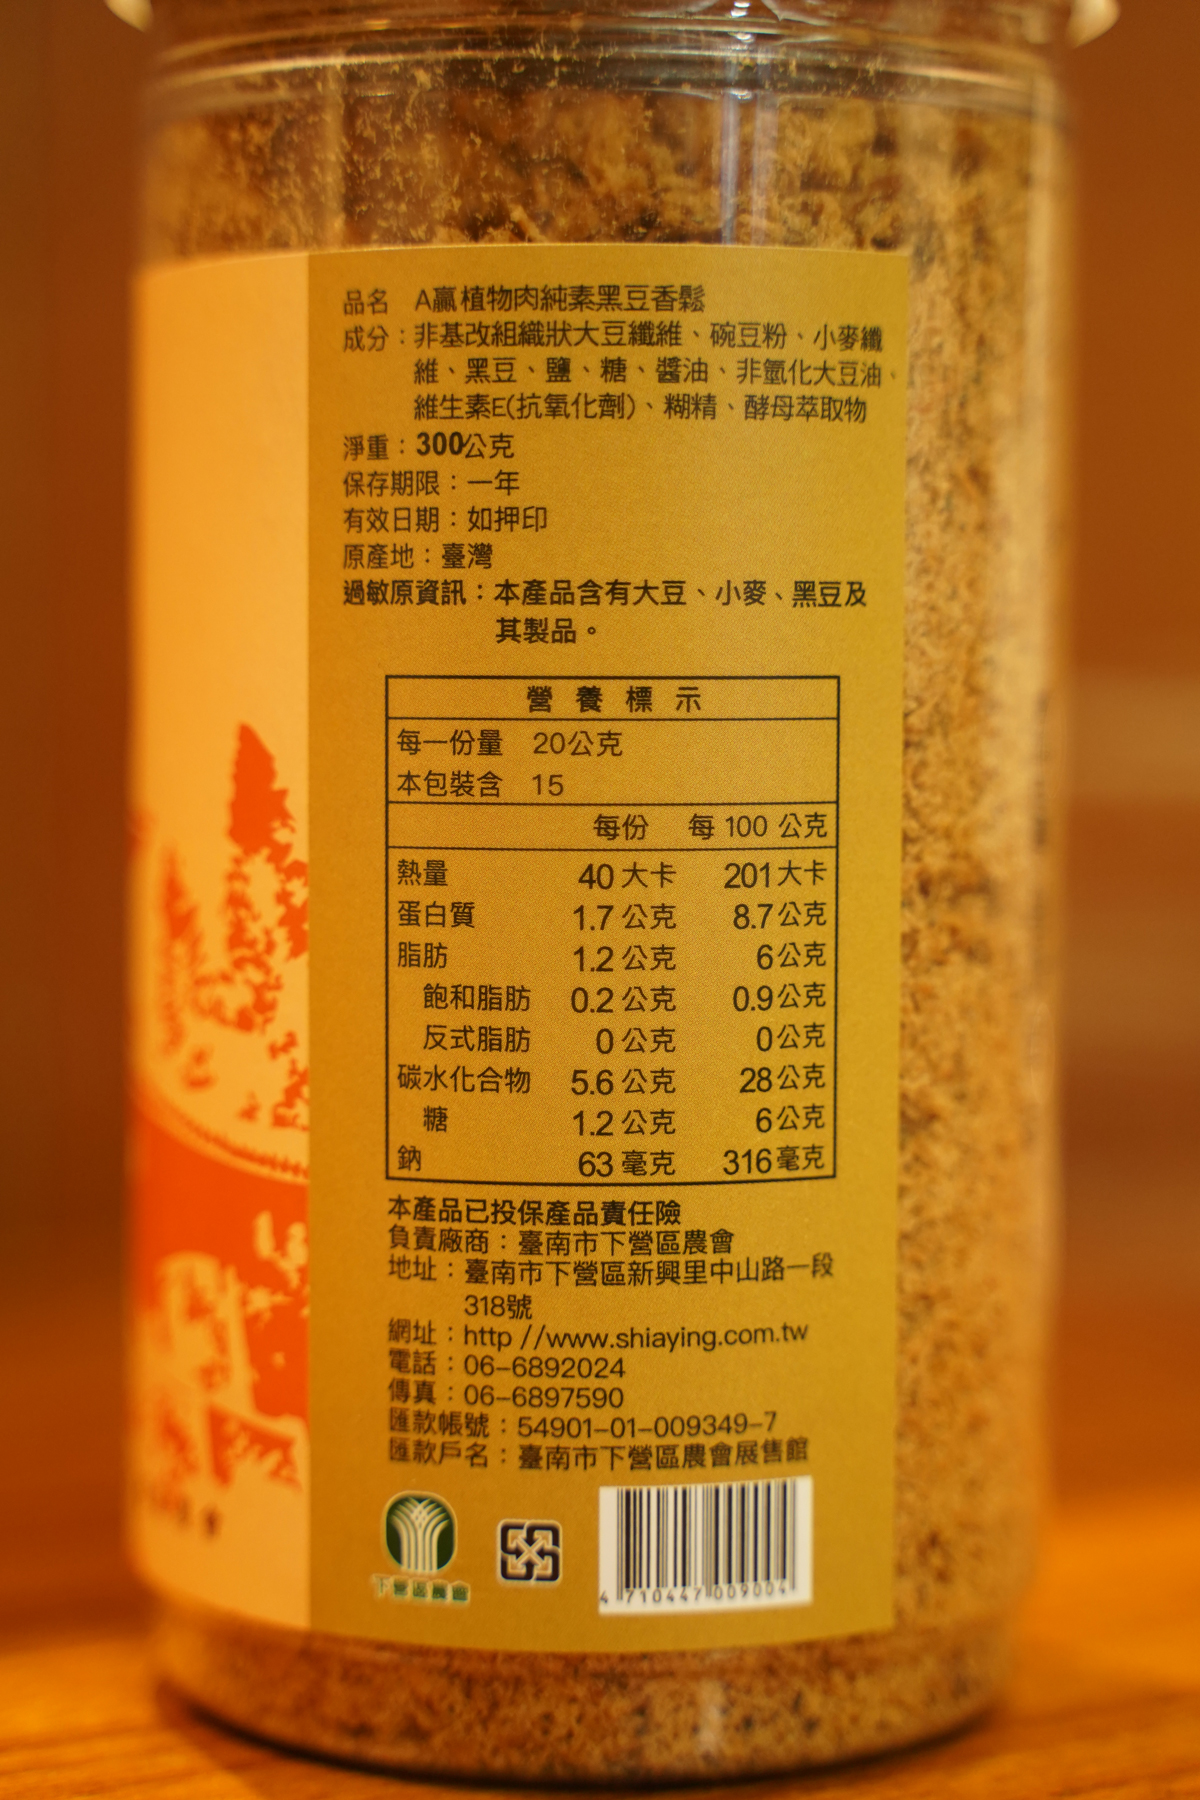 品名 A贏植物肉純素黑豆香鬆
成分：非基改組織狀大豆纖維、碗豆粉、小麥纖
維、黑豆、鹽、糖、醬油、非氫化大豆油、
維生素E(抗氧化劑)、糊精、酵母萃取物
淨重：300公克
保存期限：一年
有效日期：如押印
原產地：臺灣
過敏原資訊：本產品含有大豆、小麥、黑豆及
其製品。
營養標示
每一份量 20公克
本包裝含 15
每份 每 100 公克
熱量 40 大卡 201大卡
蛋白質 1.7 公克 8.7公克
脂肪 1.2 公克 6公克
飽和脂肪 0.2 公克 0.9公克
反式脂肪 0 公克 0公克
碳水化合物 5.6 公克 28公克
糖 1.2 公克 6公克
鈉 63 毫克 316毫克
本產品已投保產品責任險
負責廠商：臺南市下營區農會
地址：臺南市下營區新興里中山路一段
318號
網址：http //www.shiaying.com.tw
電話：06-6892024
傳真：06-6897590
匯款帳號：54901-01-009349-7
匯款戶名：臺南市下營區農會展售館
下營區農會
4 710447 009004